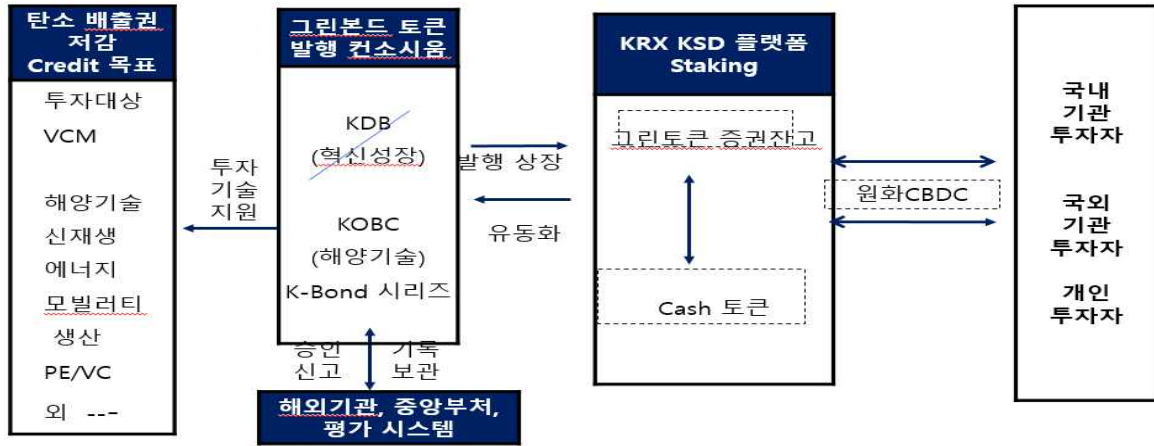 탄소 배출권
저감
Credit 목표
투자대상
VCM
해양기술
신재생
에너지
모빌러티
생산
PE/VC
외 ---
투자
기술
지원
그린본드 토큰
발행 컨소시움
KDB
(혁신성장)
KOBC
(해양기술)
K-Bond 시리즈
승인
신고
기록
보관
해외기관, 중앙부처,
평가 시스템
발행 상장
유동화
KRX KSD 플랫폼
Staking
그린토큰 증권잔고
Cash 토큰
원화CBDC
국내
기관
투자자
국외
기관
투자자
개인
투자자